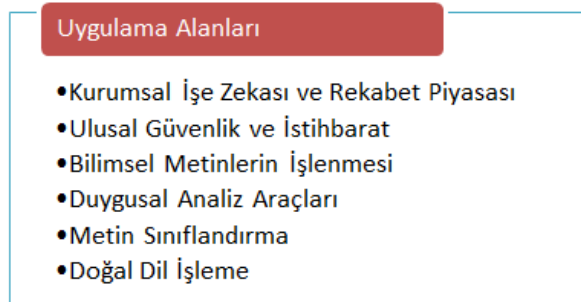 Uygulama Alanları
•Kurumsal İşe Zekası ve Rekabet Piyasası
•Ulusal Güvenlik ve İstihbarat
•Bilimsel Metinlerin İşlenmesi
•Duygusal Analiz Araçları
•Metin Sınıflandırma
•Doğal Dil İşleme